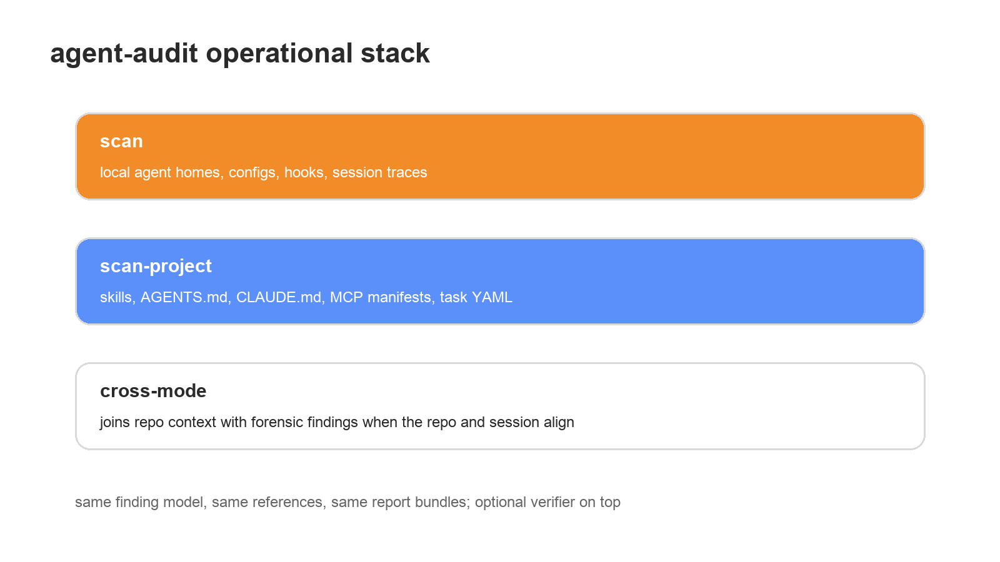 agent-audit operational stack
scan
local agent homes, configs, hooks, session traces
scan-project
skills, AGENTS.md, CLAUDE.md, MCP manifests, task YAML
cross-mode
joins repo context with forensic findings when the repo and session align
same finding model, same references, same report bundles; optional verifier on top